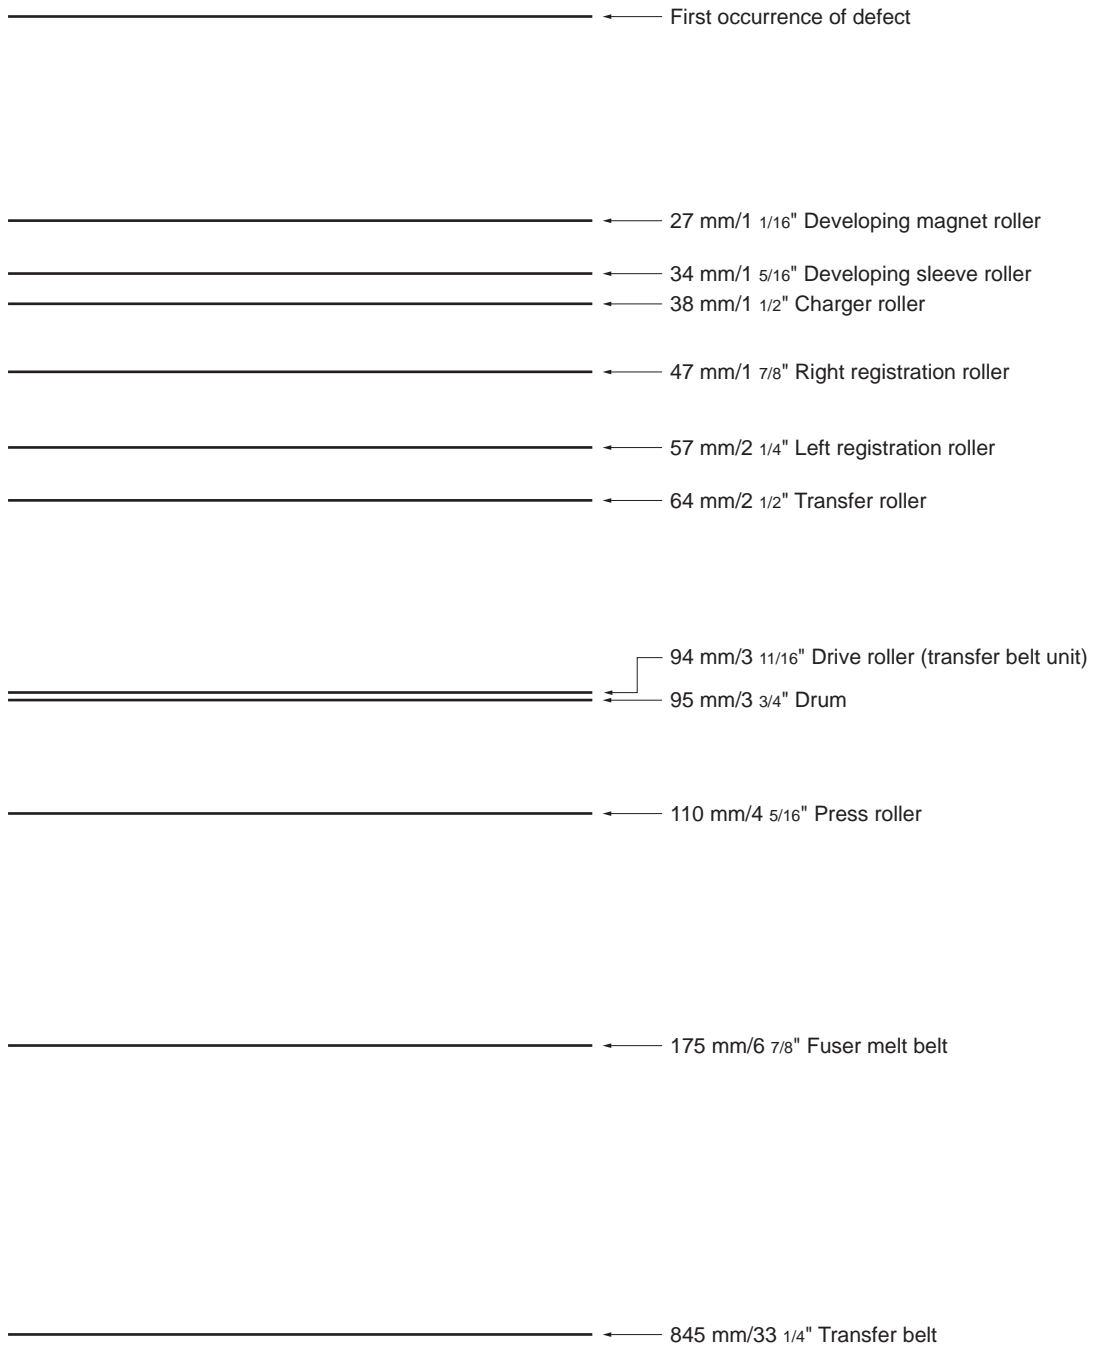 First occurrence of defect
27 mm/1 1/16" Developing magnet roller
34 mm/1 5/16" Developing sleeve roller
38 mm/1 1/2" Charger roller
47 mm/1 7/8" Right registration roller
57 mm/2 1/4" Left registration roller
64 mm/2 1/2" Transfer roller
94 mm/3 11/16" Drive roller (transfer belt unit)
95 mm/3 3/4" Drum
110 mm/4 5/16" Press roller
175 mm/6 7/8" Fuser melt belt
845 mm/33 1/4" Transfer belt